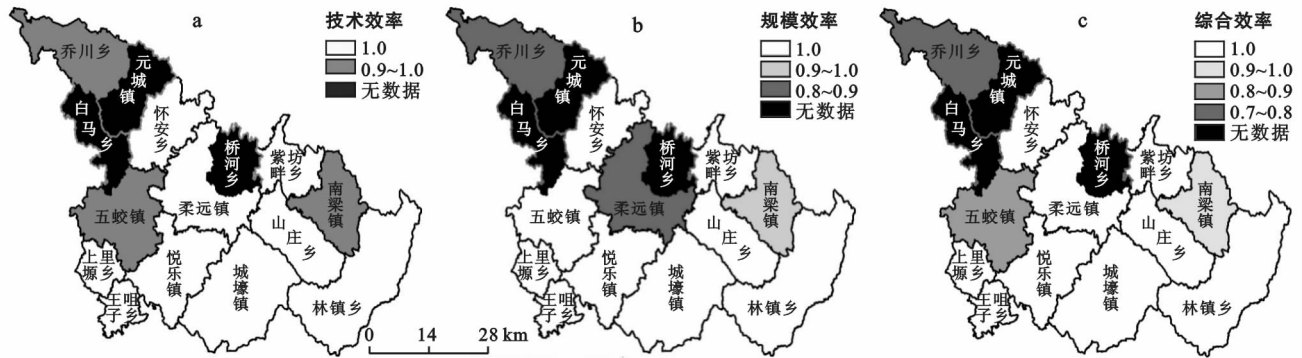 a
技术效率
1.0
0.9~1.0
无数据
乔川乡
元城镇
白马乡
怀安乡
桥河乡
紫坊畔乡
南梁镇
五蛟镇
柔远镇
山庄乡
上里塬乡
悦乐镇
城壕镇
王咀子乡
林镇乡
b
规模效率
1.0
0.9~1.0
0.8~0.9
无数据
乔川乡
元城镇
白马乡
怀安乡
桥河乡
紫坊畔乡
南梁镇
五蛟镇
柔远镇
山庄乡
上里塬乡
悦乐镇
城壕镇
王咀子乡
林镇乡
0 14 28 km
c
综合效率
1.0
0.9~1.0
0.8~0.9
0.7~0.8
无数据
乔川乡
元城镇
白马乡
怀安乡
桥河乡
紫坊畔乡
南梁镇
五蛟镇
柔远镇
山庄乡
上里塬乡
悦乐镇
城壕镇
王咀子乡
林镇乡